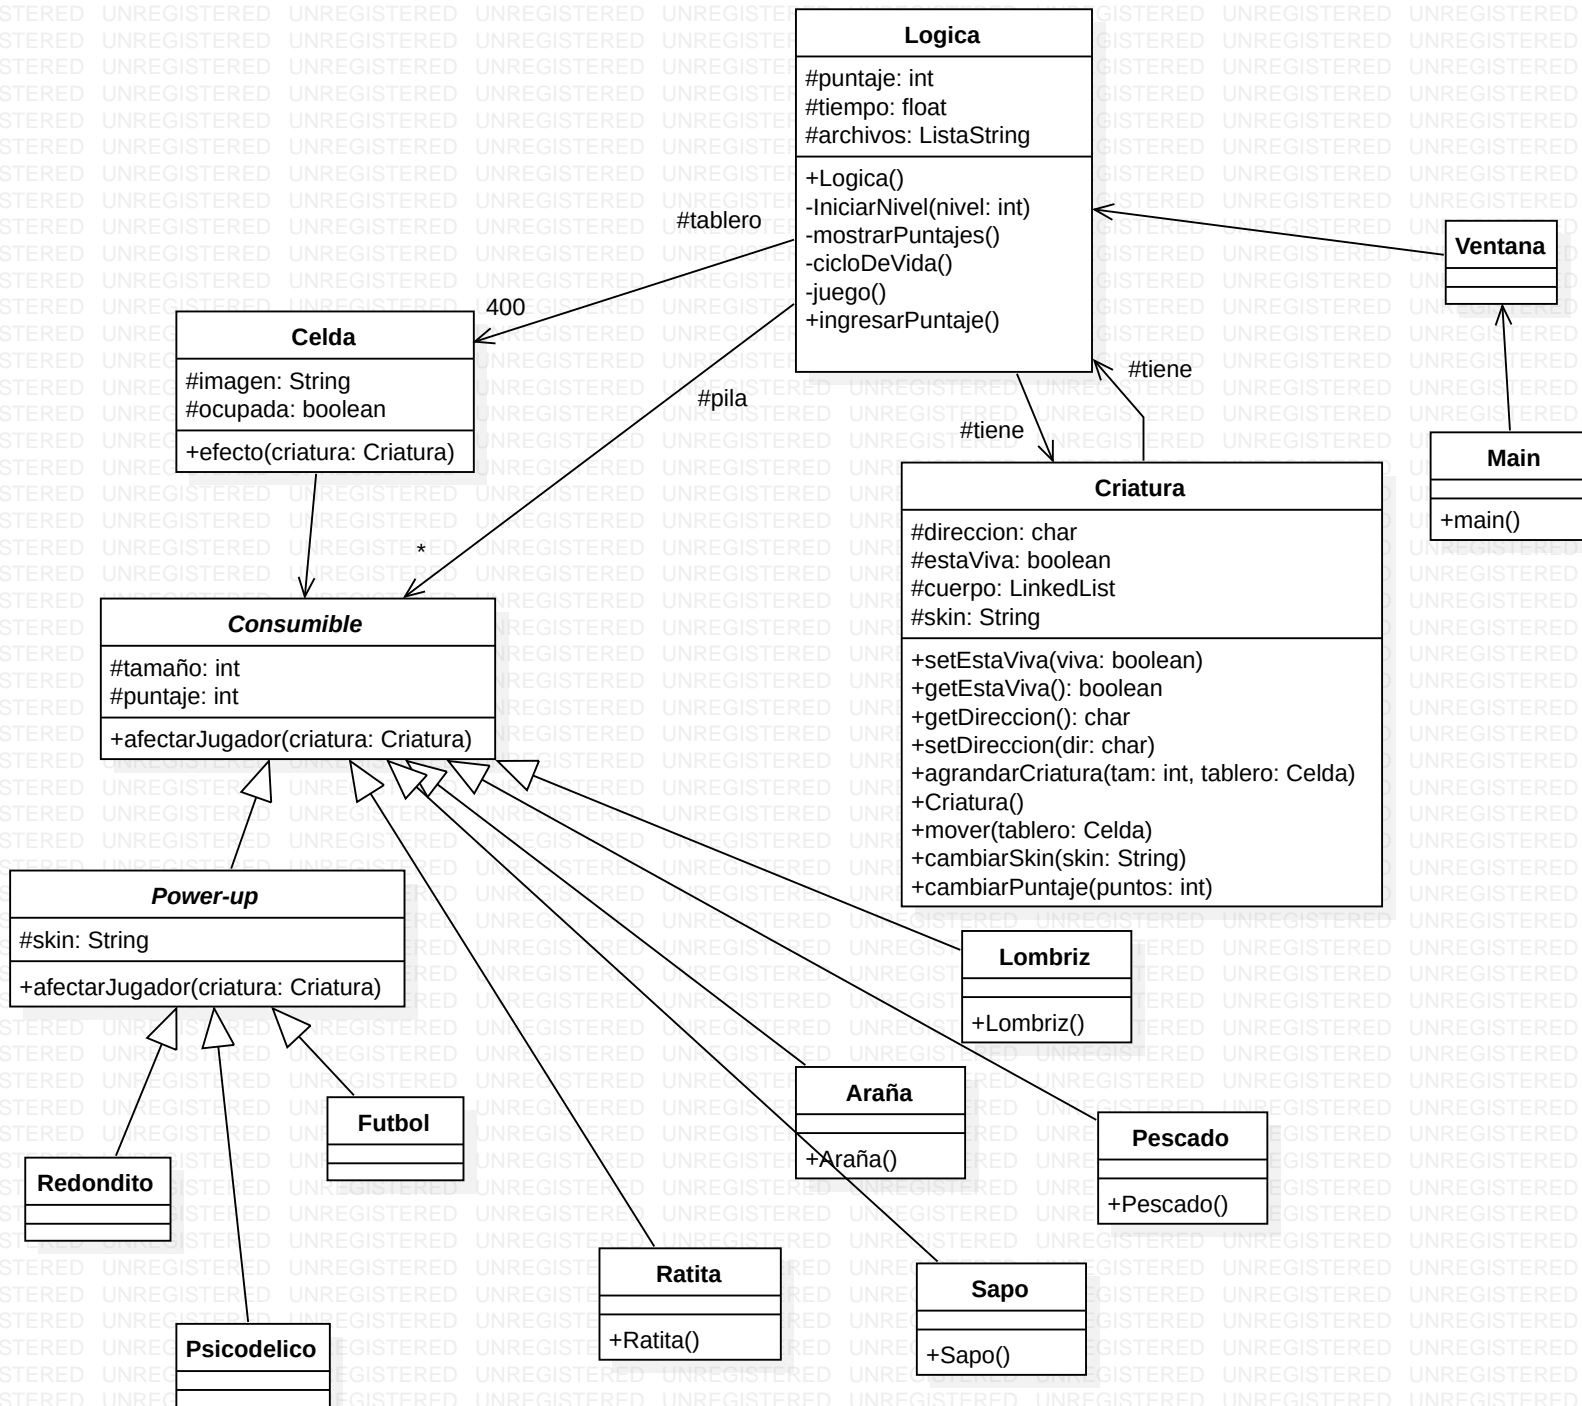 Logica
#puntaje: int
#tiempo: float
#archivos: ListaString
+Logica()
-IniciarNivel(nivel: int)
-mostrarPuntajes()
-cicloDeVida()
-juego()
+ingresarPuntaje()
#tablero
400
#pila
*
#tiene
#tiene
Ventana
Main
+main()
Celda
#imagen: String
#ocupada: boolean
+efecto(criatura: Criatura)
Criatura
#direccion: char
#estaViva: boolean
#cuerpo: LinkedList
#skin: String
+setEstaViva(viva: boolean)
+getEstaViva(): boolean
+getDireccion(): char
+setDireccion(dir: char)
+agrandarCriatura(tam: int, tablero: Celda)
+Criatura()
+mover(tablero: Celda)
+cambiarSkin(skin: String)
+cambiarPuntaje(puntos: int)
Consumible
#tamaño: int
#puntaje: int
+afectarJugador(criatura: Criatura)
Power-up
#skin: String
+afectarJugador(criatura: Criatura)
Lombriz
+Lombriz()
Araña
+Araña()
Pescado
+Pescado()
Futbol
Redondito
Psicodelico
Ratita
+Ratita()
Sapo
+Sapo()
UNREGISTERED